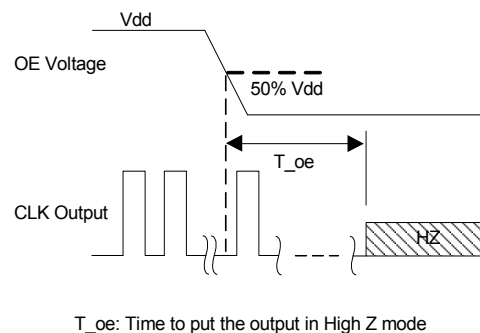 Vdd
OE Voltage
50% Vdd
T_oe
CLK Output
HZ
T_oe: Time to put the output in High Z mode